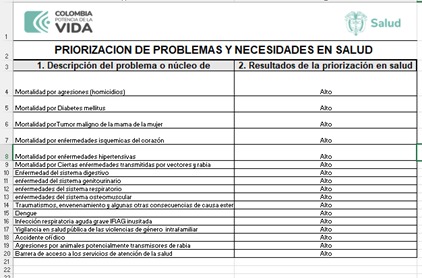 COLOMBIA
POTENCIA DE LA
VIDA
Salud
1
PRIORIZACION DE PROBLEMAS Y NECESIDADES EN SALUD
2
3 1. Descripción del problema o núcleo de 2. Resultados de la priorización en salud
4 Mortalidad por agresiones (homicidios) Alto
5 Mortalidad por Diabetes mellitus Alto
6 Mortalidad porTumor maligno de la mama de la mujer Alto
7 Mortalidad por enfermedades isquemicas del corazón Alto
8 Mortalidad por enfermedades hipertensivas Alto
9 Mortalidad por Ciertas enfermedades transmitidas por vectores y rabia Alto
10 Enfermedad del sistema digestivo Alto
11 enfermedad del sistema genitourinario Alto
12 enfermedades del sistema respiratorio Alto
13 enfermedad del sistema osteomuscular Alto
14 Traumatismos, envenenamiento y algunas otras consecuencias de causa exter Alto
15 Dengue Alto
16 Infección respiratoria aguda grave IRAG inusitada Alto
17 Vigilancia en salud pública de las violencias de género intrafamiliar Alto
18 Accidente ofídico Alto
19 Agresiones por animales potencialmente transmisores de rabia Alto
20 Barrera de acceso a los servicios de atención de la salud Alto
21
22